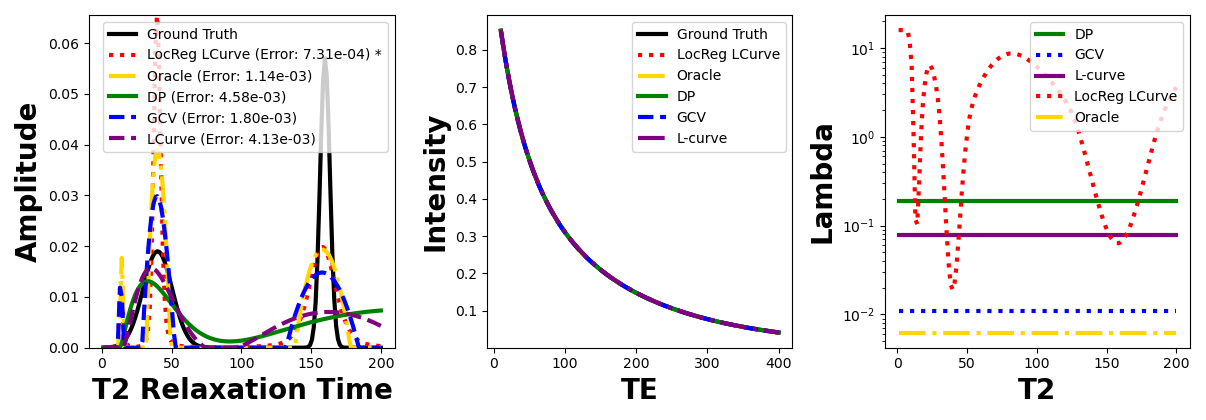 Amplitude
0.06
0.05
0.04
0.03
0.02
0.01
0.00
Ground Truth
LocReg LCurve (Error: 7.31e-04) *
Oracle (Error: 1.14e-03)
DP (Error: 4.58e-03)
GCV (Error: 1.80e-03)
LCurve (Error: 4.13e-03)
0 50 100 150 200
T2 Relaxation Time
Intensity
0.8
0.7
0.6
0.5
0.4
0.3
0.2
0.1
Ground Truth
LocReg LCurve
Oracle
DP
GCV
L-curve
0 100 200 300 400
TE
Lambda
10^1
10^0
10^-1
10^-2
DP
GCV
L-curve
LocReg LCurve
Oracle
0 50 100 150 200
T2